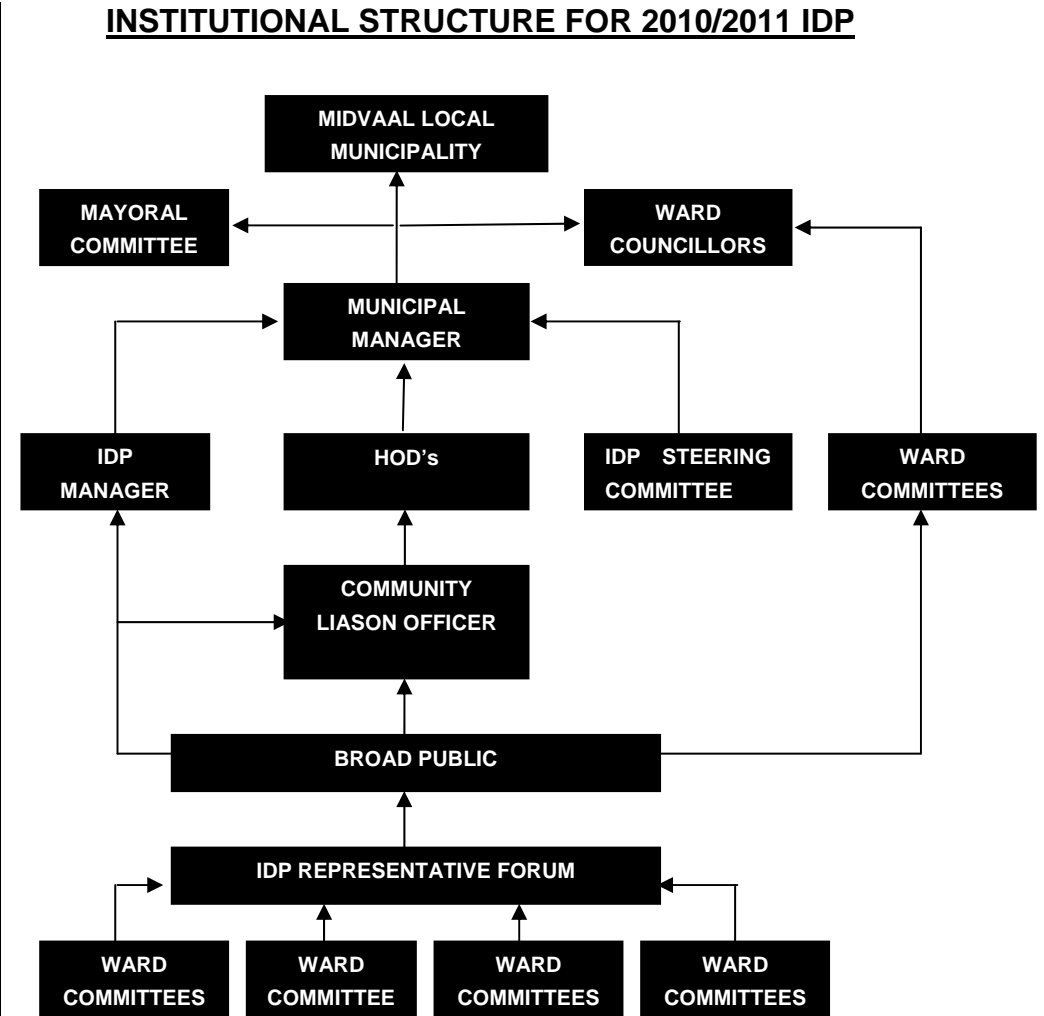 INSTITUTIONAL STRUCTURE FOR 2010/2011 IDP
MIDVAAL LOCAL
MUNICIPALITY
MAYORAL
COMMITTEE
WARD
COUNCILLORS
MUNICIPAL
MANAGER
IDP
MANAGER
HOD's
IDP STEERING
COMMITTEE
WARD
COMMITTEES
COMMUNITY
LIASON OFFICER
BROAD PUBLIC
IDP REPRESENTATIVE FORUM
WARD
COMMITTEES
WARD
COMMITTEE
WARD
COMMITTEES
WARD
COMMITTEES